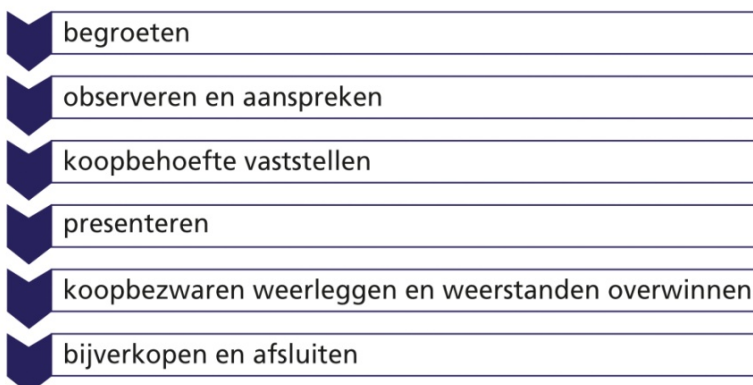 begroeten
observeren en aanspreken
koopbehoefte vaststellen
presenteren
koopbezwaren weerleggen en weerstanden overwinnen
bijverkopen en afsluiten